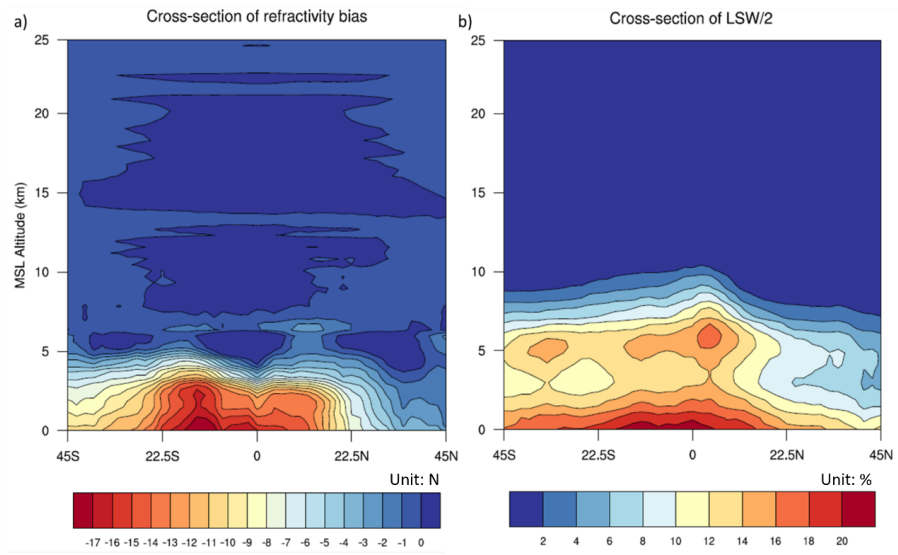 a)
Cross-section of refractivity bias
25
20
15
10
5
0
MSL Altitude (km)
45S 22.5S 0 22.5N 45N
Unit: N
-17 -16 -15 -14 -13 -12 -11 -10 -9 -8 -7 -6 -5 -4 -3 -2 -1 0
b)
Cross-section of LSW/2
25
20
15
10
5
0
45S 22.5S 0 22.5N 45N
Unit: %
2 4 6 8 10 12 14 16 18 20